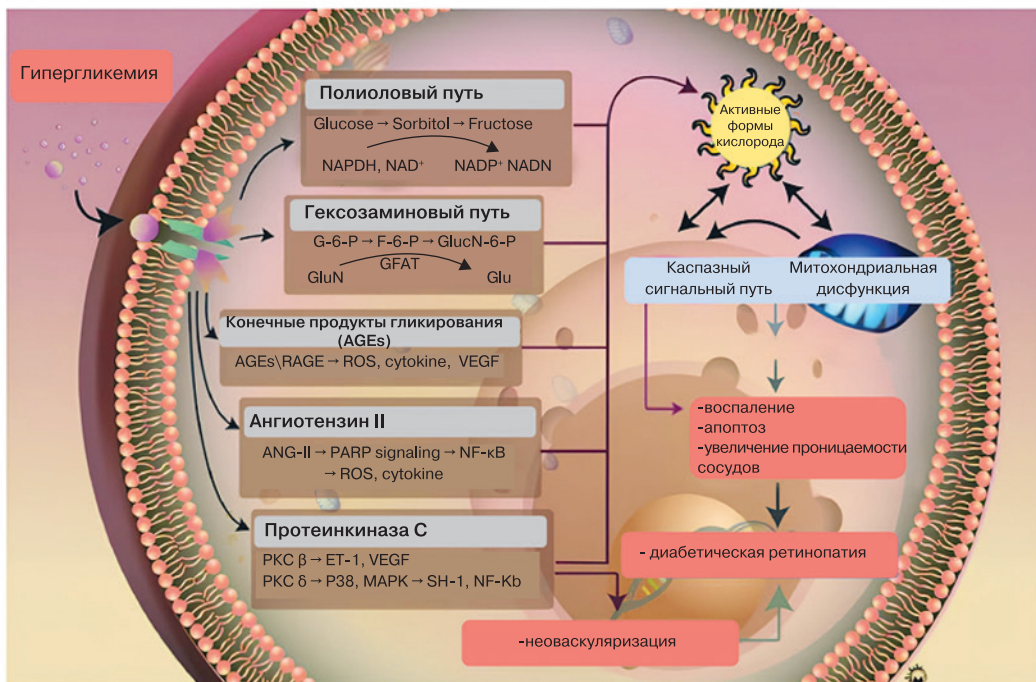 Гипергликемия
Полиоловый путь
Glucose → Sorbitol → Fructose
NAPDH, NAD⁺ NADP⁺ NADN
Гексозаминовый путь
G-6-P → F-6-P → GlucN-6-P
GFAT
GluN Glu
Конечные продукты гликирования
(AGEs)
AGEs\RAGE → ROS, cytokine, VEGF
Ангиотензин II
ANG-II → PARP signaling → NF-κB
→ ROS, cytokine
Протеинкиназа С
PKC β → ET-1, VEGF
PKC δ → P38, MAPK → SH-1, NF-Kb
Активные
формы
кислорода
Каспазный
сигнальный путь
Митохондриальная
дисфункция
-воспаление
-апоптоз
-увеличение проницаемости
сосудов
- диабетическая ретинопатия
-неоваскуляризация